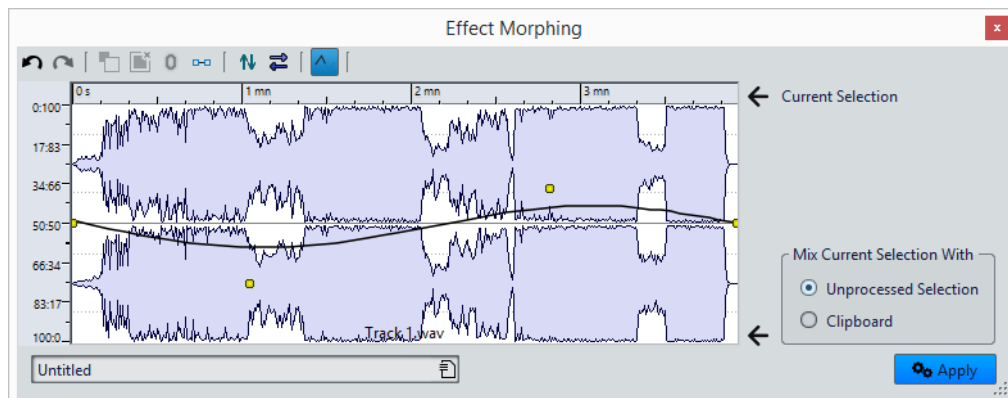 Effect Morphing
x
0 s 1 mn 2 mn 3 mn
0:100
17:83
34:66
50:50
66:34
83:17
100:0
Track 1.wav
Current Selection
Mix Current Selection With
Unprocessed Selection
Clipboard
Untitled
Apply